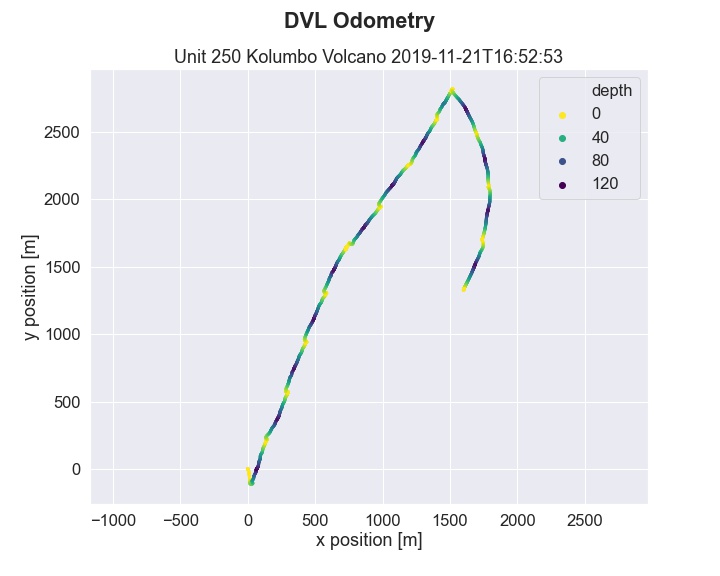 DVL Odometry
Unit 250 Kolumbo Volcano 2019-11-21T16:52:53
depth
0
40
80
120
y position [m]
2500
2000
1500
1000
500
0
−1000 −500 0 500 1000 1500 2000 2500
x position [m]